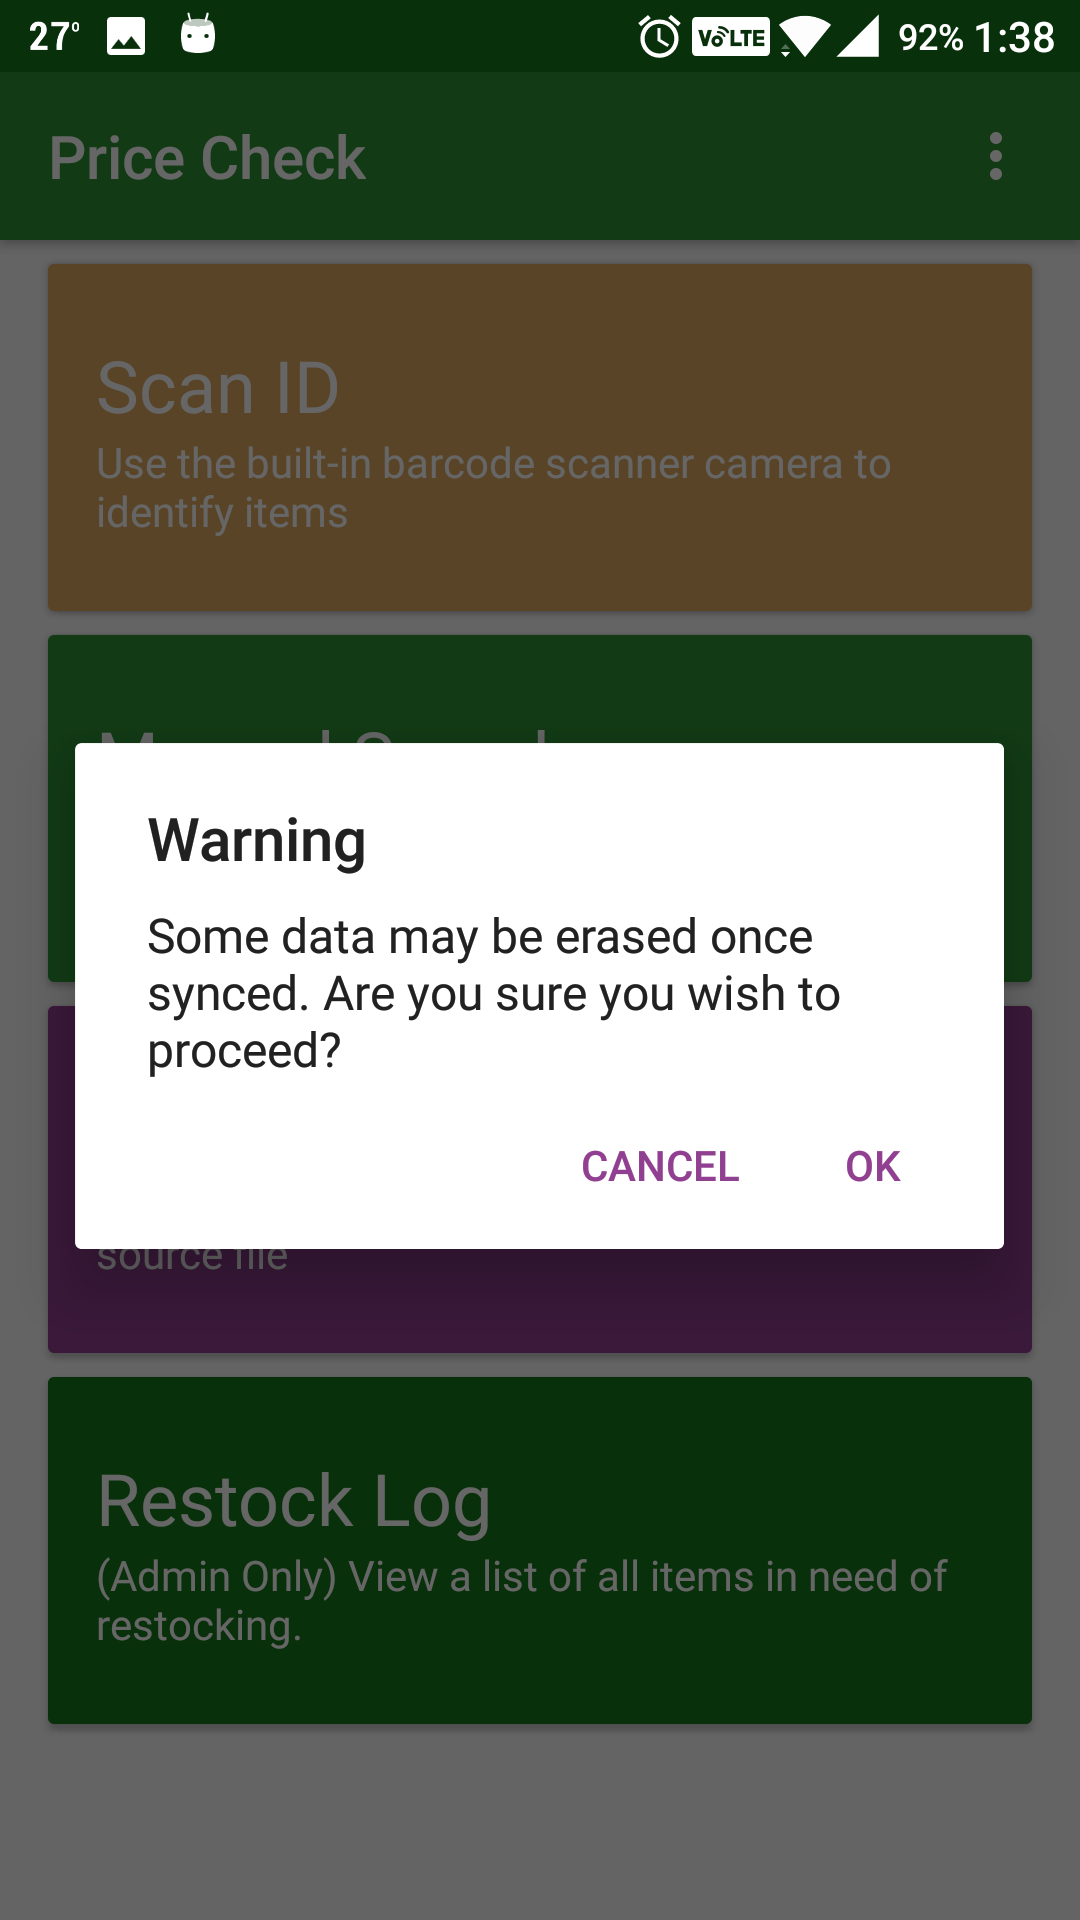 27°
VoLTE
92% 1:38
Price Check
Scan ID
Use the built-in barcode scanner camera to
identify items
Warning
Some data may be erased once
synced. Are you sure you wish to
proceed?
CANCEL OK
source file
Restock Log
(Admin Only) View a list of all items in need of
restocking.